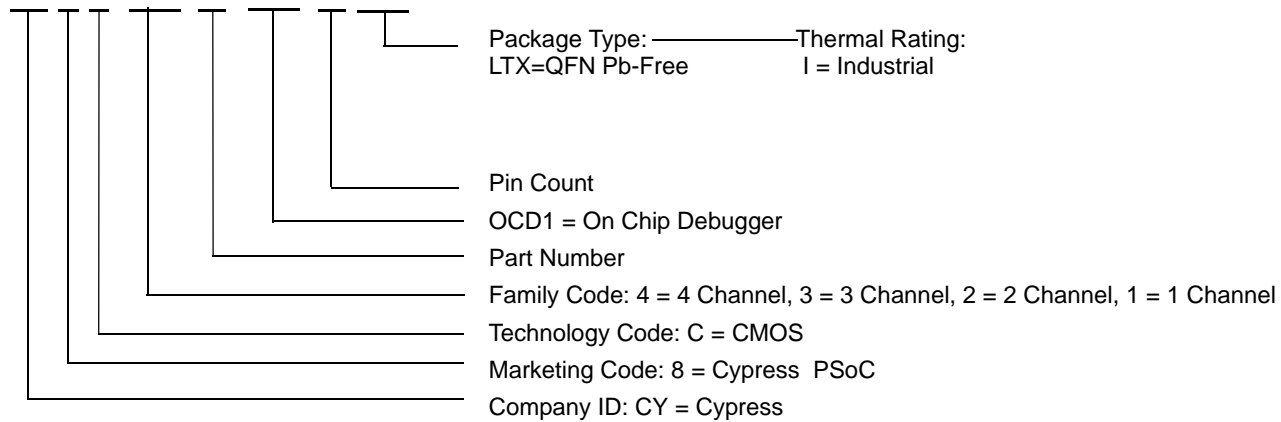 Package Type: Thermal Rating:
LTX=QFN Pb-Free I = Industrial
Pin Count
OCD1 = On Chip Debugger
Part Number
Family Code: 4 = 4 Channel, 3 = 3 Channel, 2 = 2 Channel, 1 = 1 Channel
Technology Code: C = CMOS
Marketing Code: 8 = Cypress PSoC
Company ID: CY = Cypress